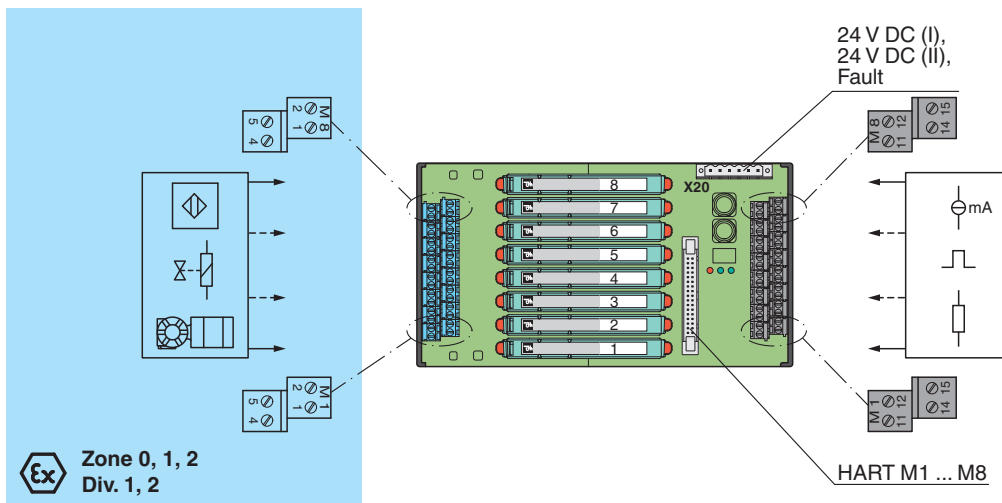 24 V DC (I),
24 V DC (II),
Fault
M 8
2
1
5
4
M 8
12
11
15
14
X20
8
7
6
5
4
3
2
1
mA
M 1
2
1
5
4
M 1
12
11
15
14
Ex
Zone 0, 1, 2
Div. 1, 2
HART M1 ... M8